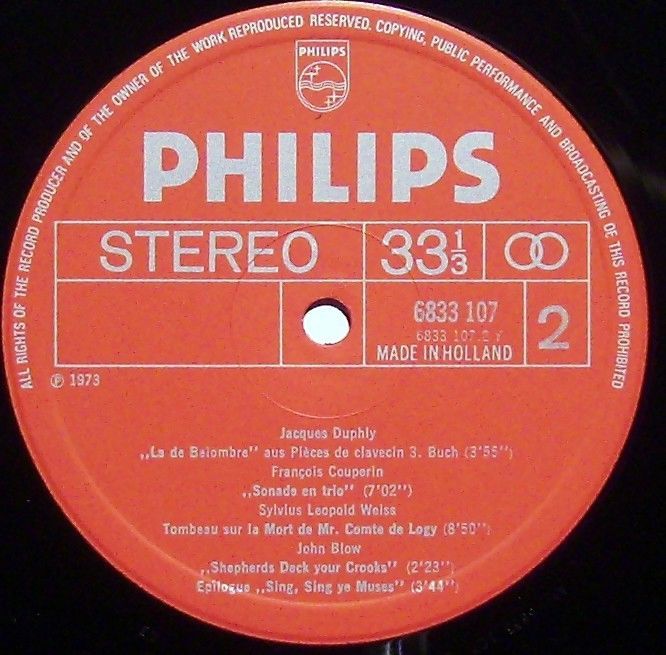 ALL RIGHTS OF THE RECORD PRODUCER AND OF THE OWNER OF THE WORK REPRODUCED RESERVED. COPYING, PUBLIC PERFORMANCE AND BROADCASTING OF THIS RECORD PROHIBITED
PHILIPS
PHILIPS
STEREO 33 1/3
6833 107
6833 107.2 Y
MADE IN HOLLAND
2
℗ 1973
Jacques Duphly
„La de Belombre" aus Pièces de clavecin 3. Buch (3'55'')
François Couperin
„Sonade en trio" (7'02'')
Sylvius Leopold Weiss
Tombeau sur la Mort de Mr. Comte de Logy (8'50'')
John Blow
„Shepherds Deck your Crooks" (2'23'')
Epilogue „Sing, Sing ye Muses" (3'44'')